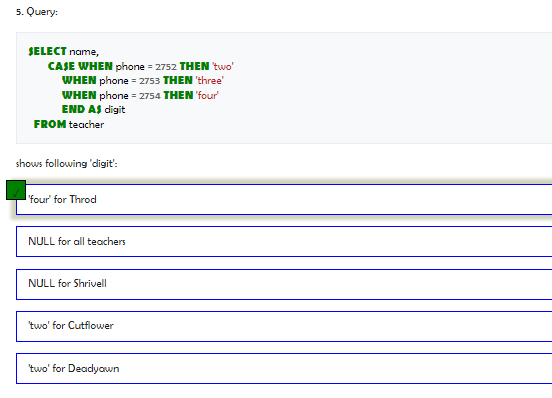 5. Query:
SELECT name,
CASE WHEN phone = 2752 THEN 'two'
WHEN phone = 2753 THEN 'three'
WHEN phone = 2754 THEN 'four'
END AS digit
FROM teacher
shows following 'digit':
'four' for Throd
NULL for all teachers
NULL for Shrivell
'two' for Cutflower
'two' for Deadyawn